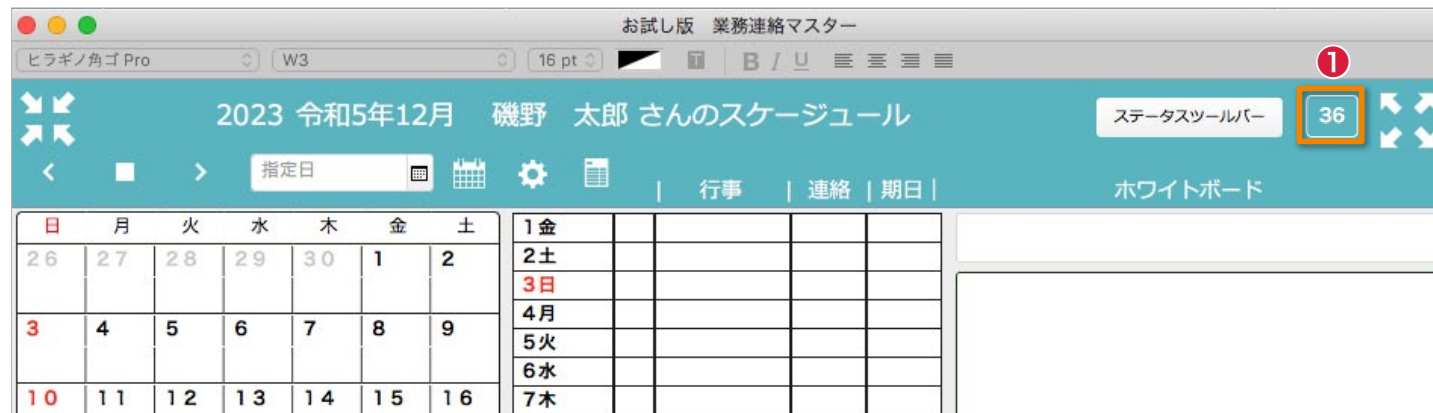 お試し版 業務連絡マスター
ヒラギノ角ゴ Pro W3 16 pt T B I U
1
2023 令和5年12月 磯野 太郎 さんのスケージュール ステータスツールバー 36
指定日
| 行事 | 連絡 | 期日 | ホワイトボード
日 月 火 水 木 金 土
26 27 28 29 30 1 2
3 4 5 6 7 8 9
10 11 12 13 14 15 16
1金
2土
3日
4月
5火
6水
7木